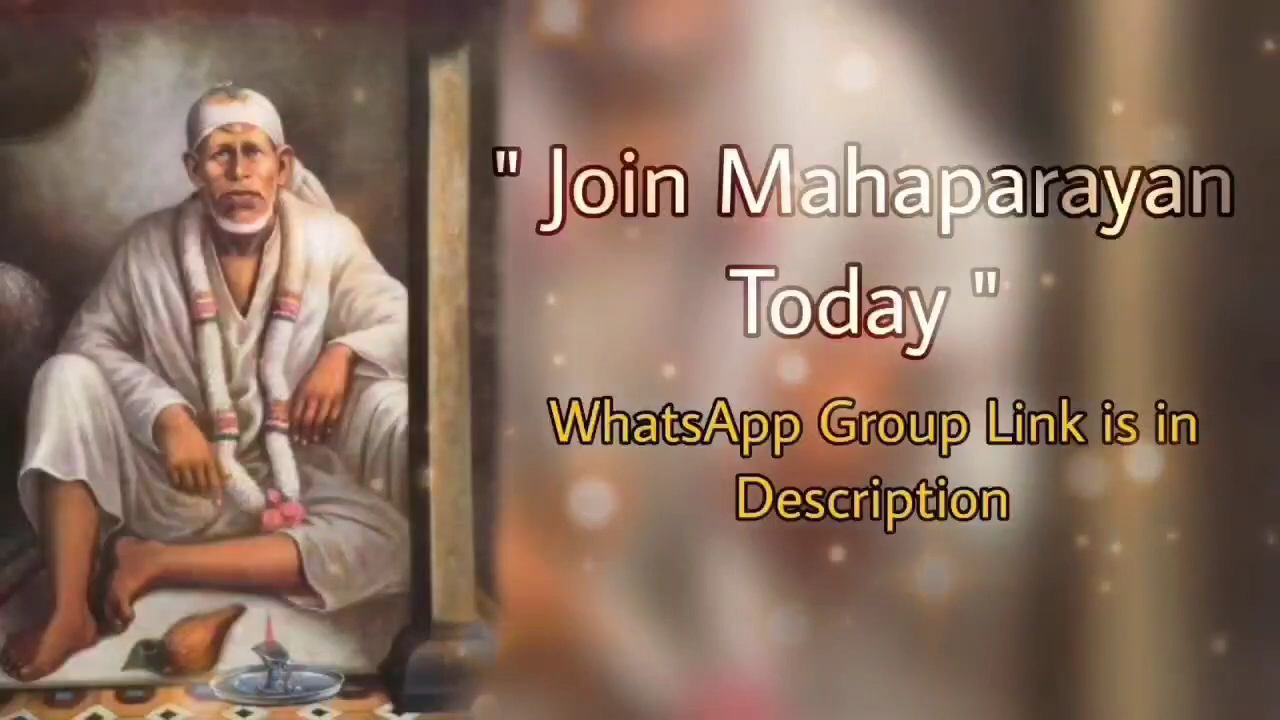 " Join Mahaparayan
Today "
WhatsApp Group Link is in
Description